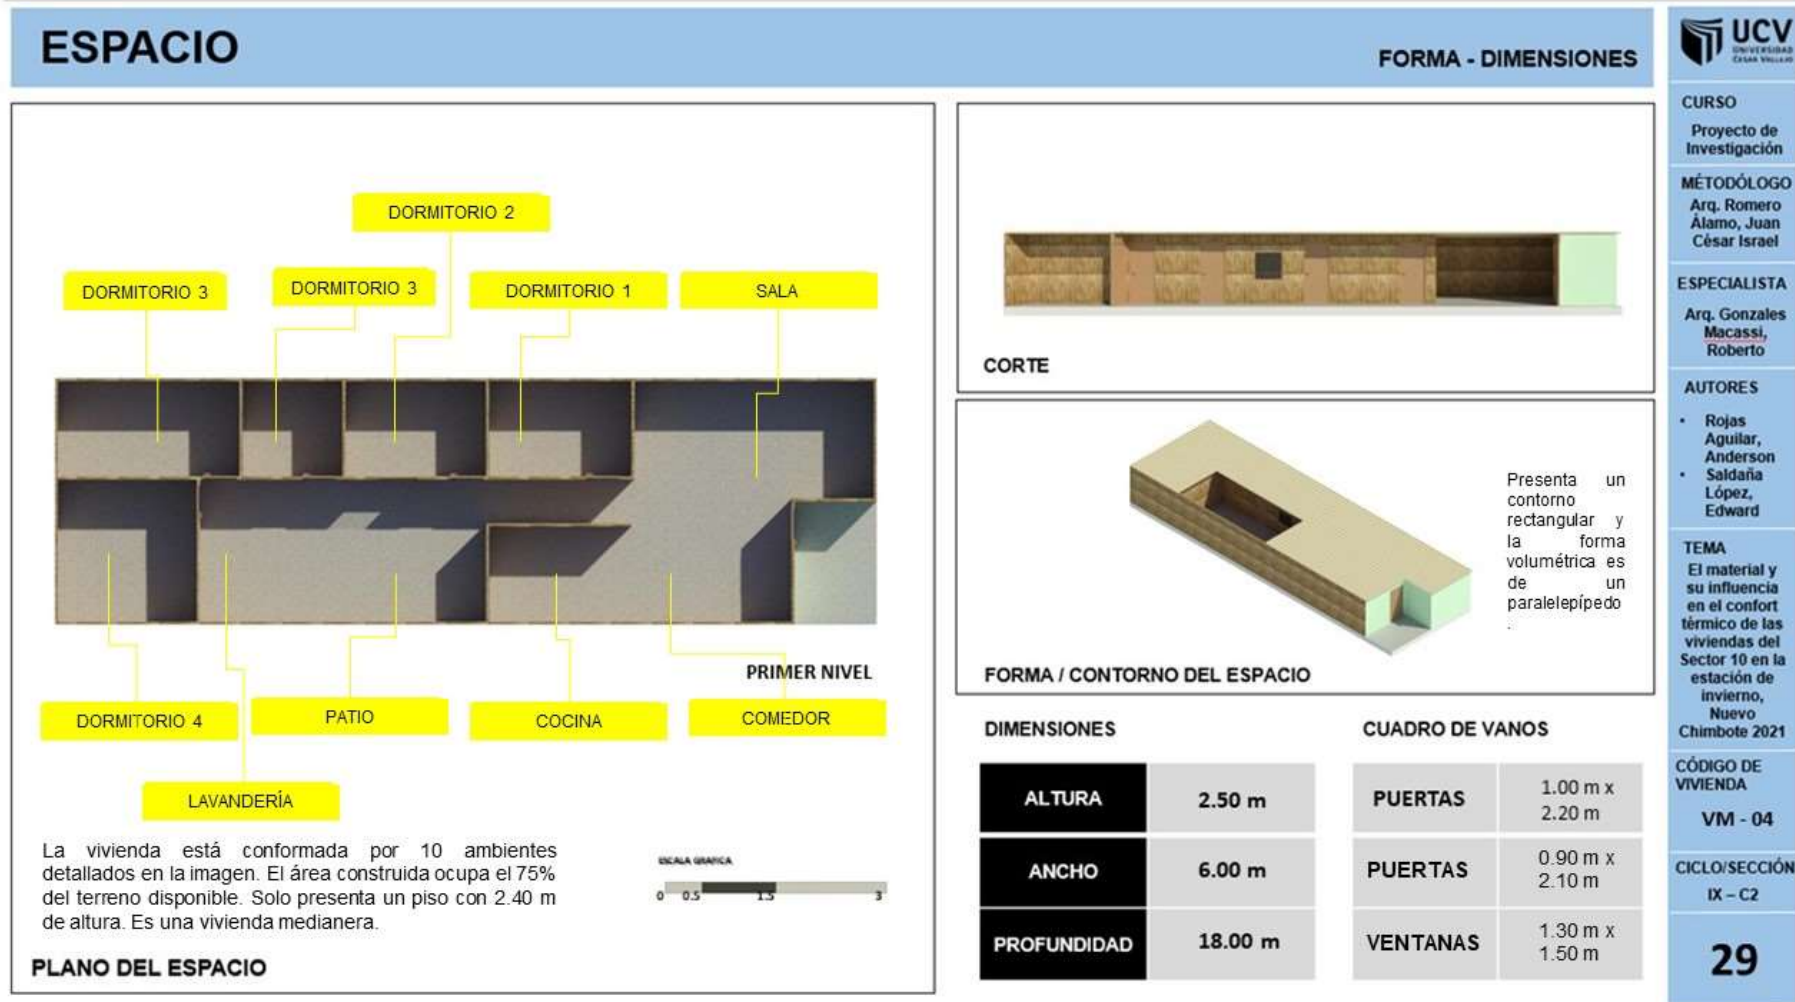 ESPACIO
FORMA - DIMENSIONES
DORMITORIO 2
DORMITORIO 3
DORMITORIO 3
DORMITORIO 1
SALA
PRIMER NIVEL
DORMITORIO 4
PATIO
COCINA
COMEDOR
LAVANDERÍA
La vivienda está conformada por 10 ambientes
detallados en la imagen. El área construida ocupa el 75%
del terreno disponible. Solo presenta un piso con 2.40 m
de altura. Es una vivienda medianera.
ESCALA GRAFICA
0 0.5 1.5 3
PLANO DEL ESPACIO
CORTE
Presenta un
contorno
rectangular y
la forma
volumétrica es
de un
paralelepípedo
.
FORMA / CONTORNO DEL ESPACIO
DIMENSIONES
ALTURA 2.50 m
ANCHO 6.00 m
PROFUNDIDAD 18.00 m
CUADRO DE VANOS
PUERTAS 1.00 m x
2.20 m
PUERTAS 0.90 m x
2.10 m
VENTANAS 1.30 m x
1.50 m
UCV
UNIVERSIDAD
CÉSAR VALLEJO
CURSO
Proyecto de
Investigación
MÉTODÓLOGO
Arq. Romero
Álamo, Juan
César Israel
ESPECIALISTA
Arq. Gonzales
Macassi,
Roberto
AUTORES
• Rojas
Aguilar,
Anderson
• Saldaña
López,
Edward
TEMA
El material y
su influencia
en el confort
térmico de las
viviendas del
Sector 10 en la
estación de
invierno,
Nuevo
Chimbote 2021
CÓDIGO DE
VIVIENDA
VM - 04
CICLO/SECCIÓN
IX – C2
29